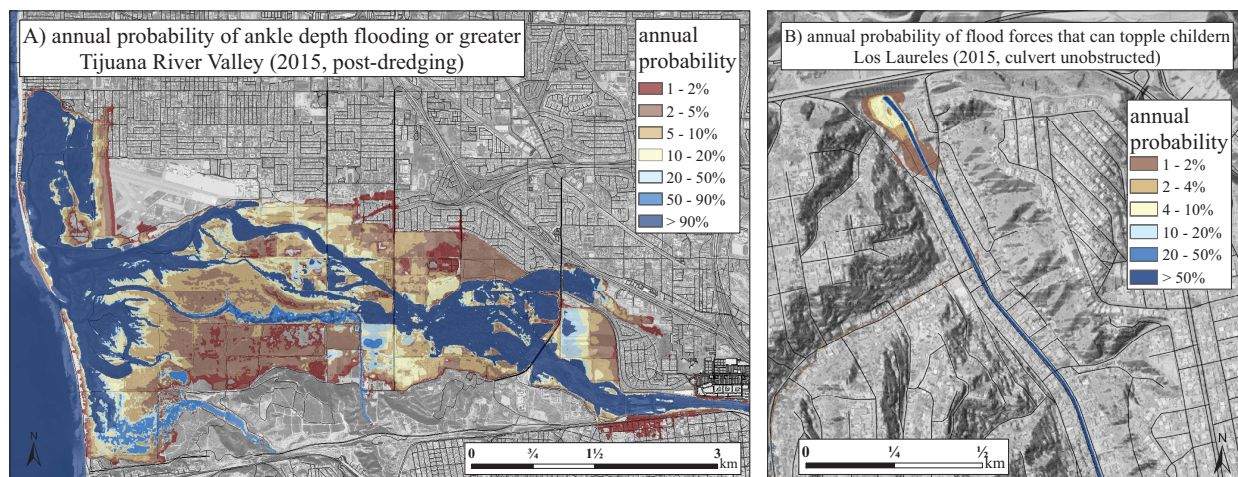 A) annual probability of ankle depth flooding or greater
Tijuana River Valley (2015, post-dredging)
annual
probability
1 - 2%
2 - 5%
5 - 10%
10 - 20%
20 - 50%
50 - 90%
> 90%
N
0 ¾ 1½ 3
km
B) annual probability of flood forces that can topple childern
Los Laureles (2015, culvert unobstructed)
annual
probability
1 - 2%
2 - 4%
4 - 10%
10 - 20%
20 - 50%
> 50%
0 ¼ ½
km
N